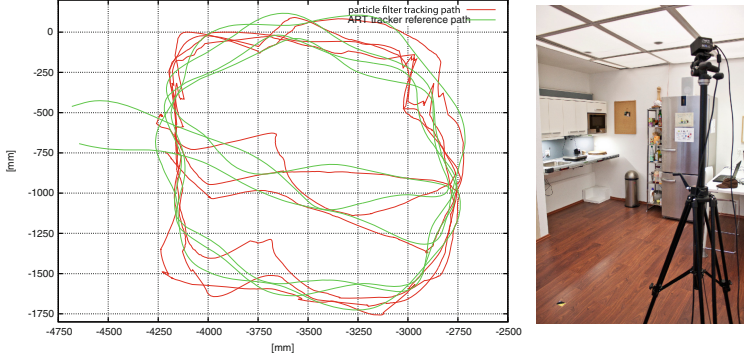 particle filter tracking path
ART tracker reference path
0
-250
-500
-750
-1000
-1250
-1500
-1750
[mm]
-4750 -4500 -4250 -4000 -3750 -3500 -3250 -3000 -2750 -2500
[mm]